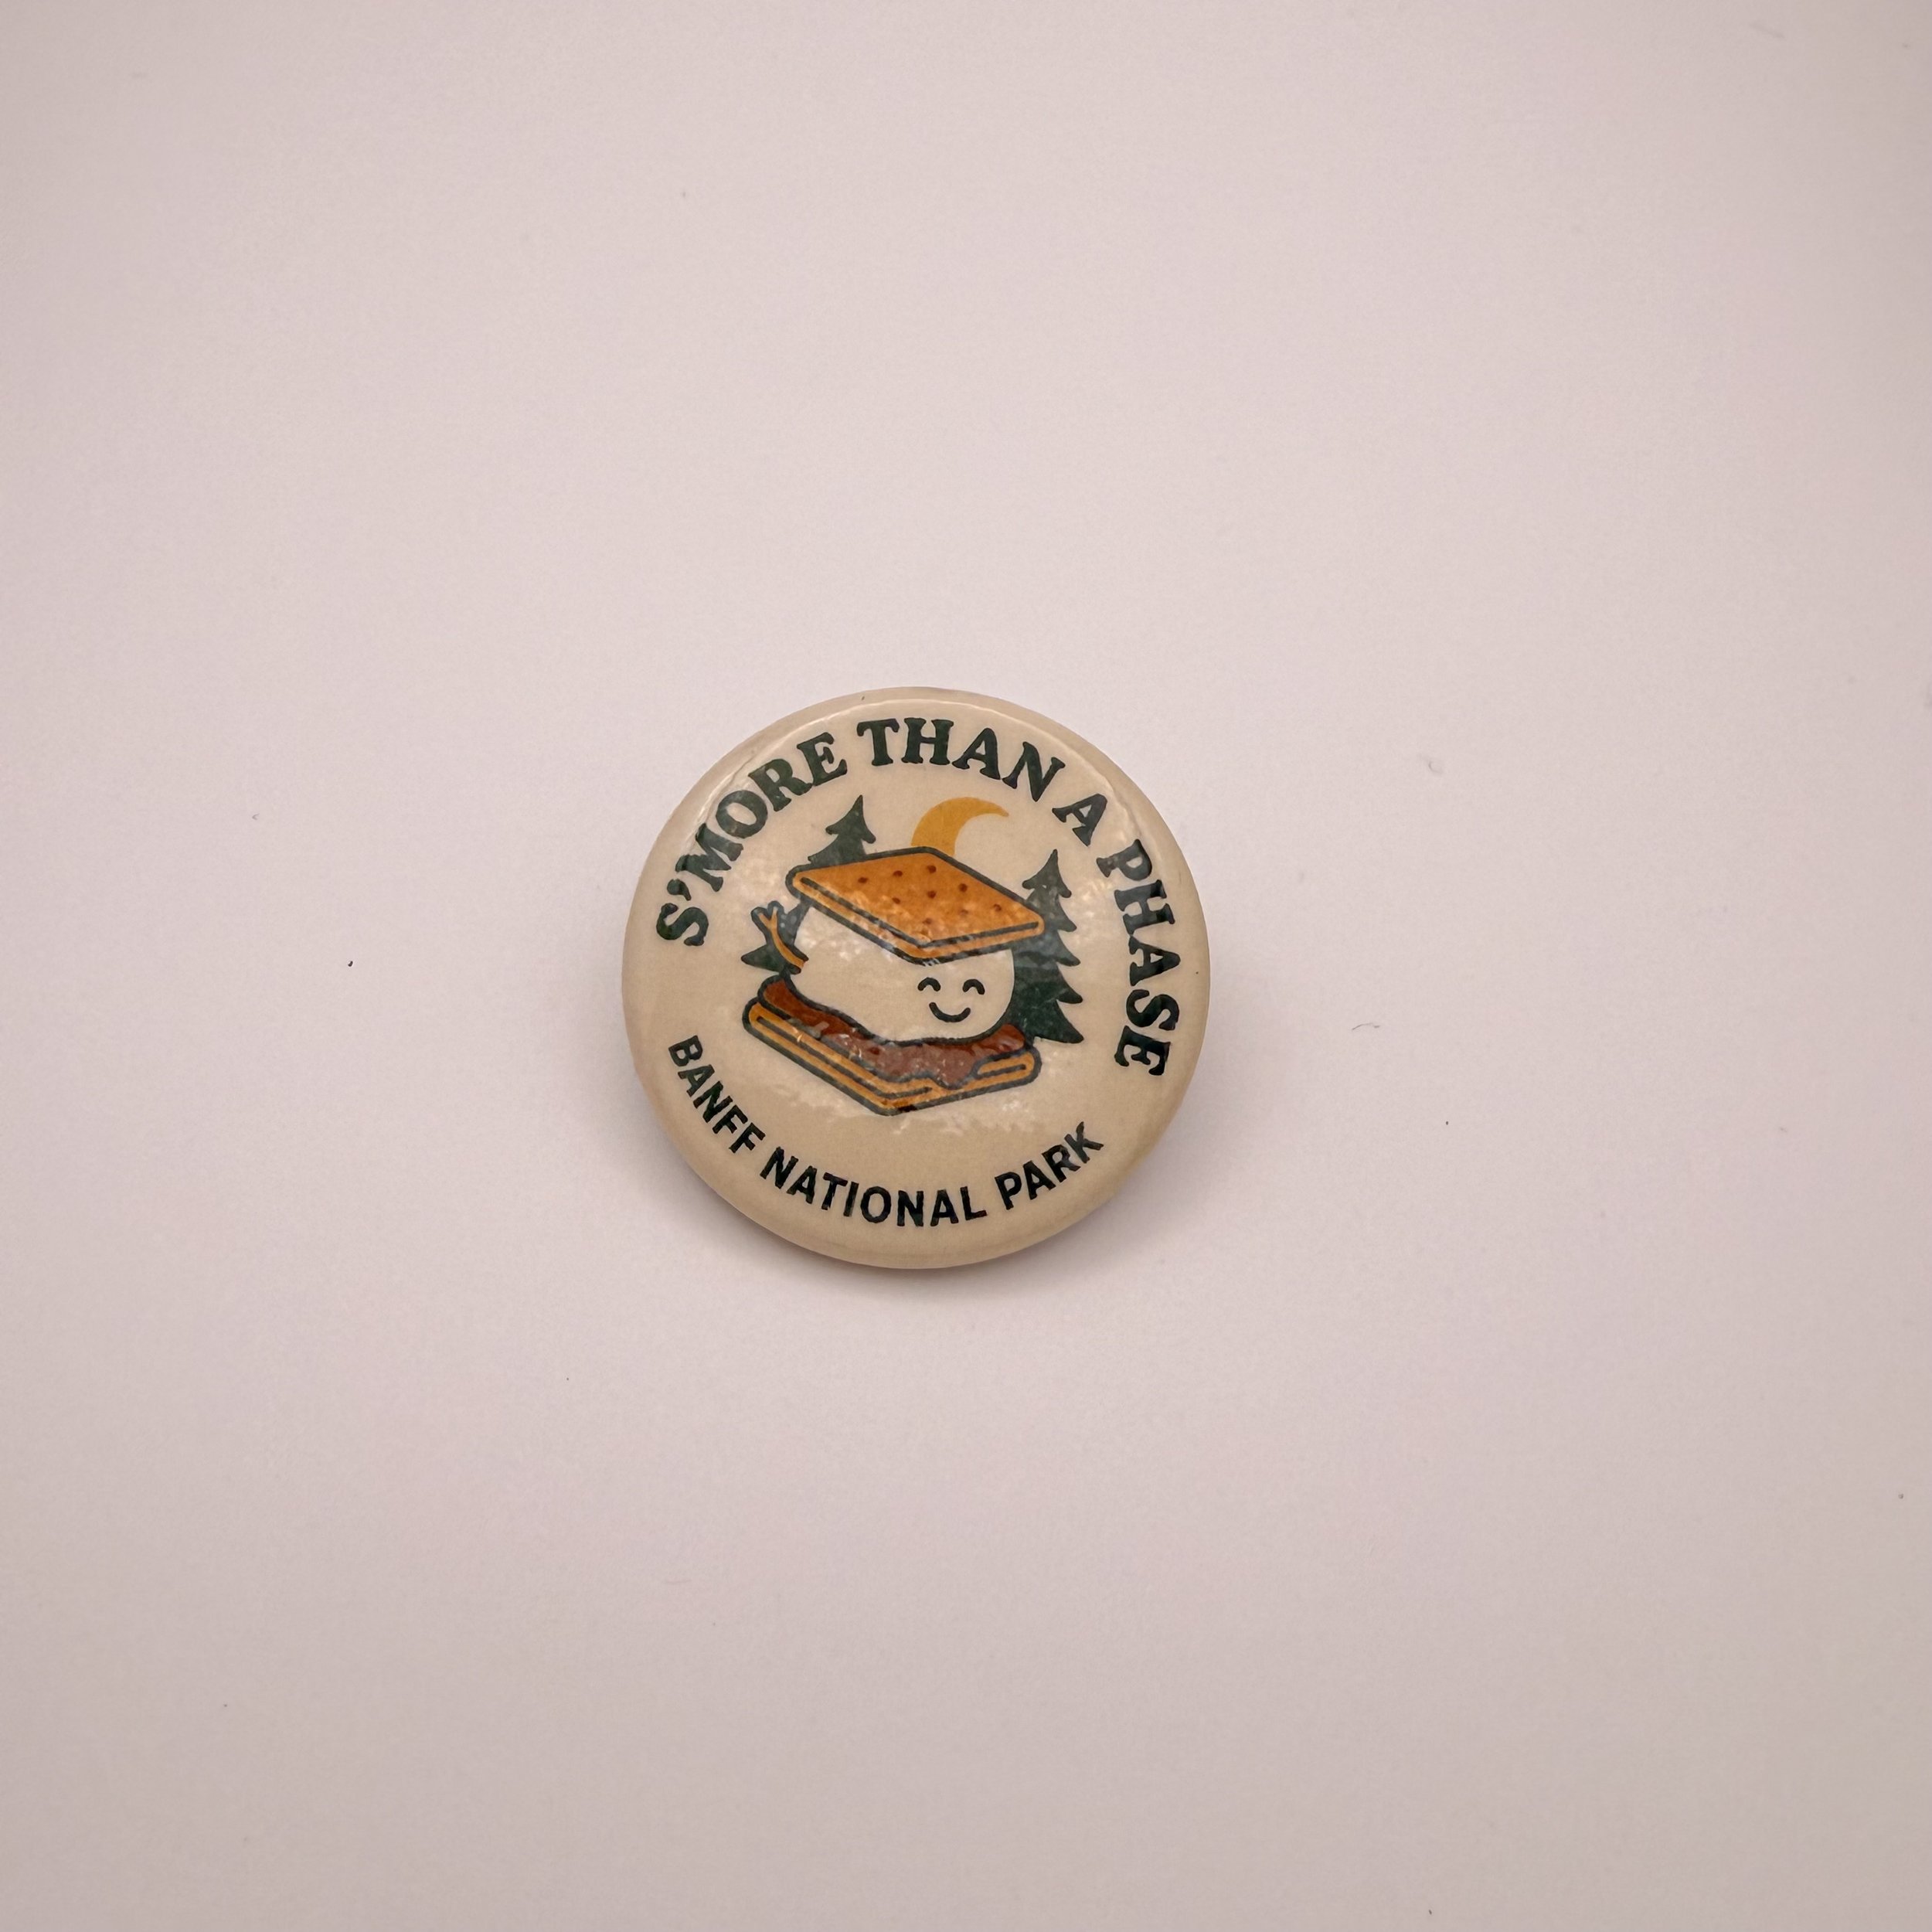 S'MORE THAN A PHASE
BANFF NATIONAL PARK